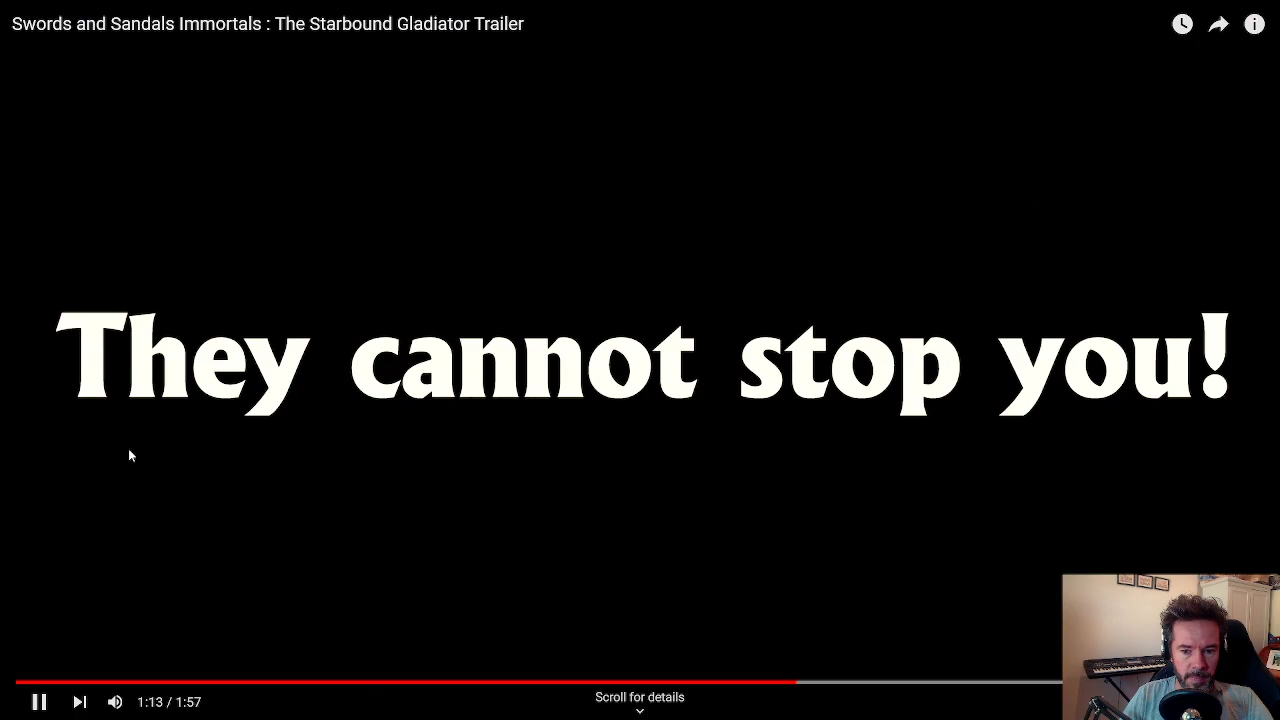 Swords and Sandals Immortals : The Starbound Gladiator Trailer
They cannot stop you!
1:13 / 1:57
Scroll for details